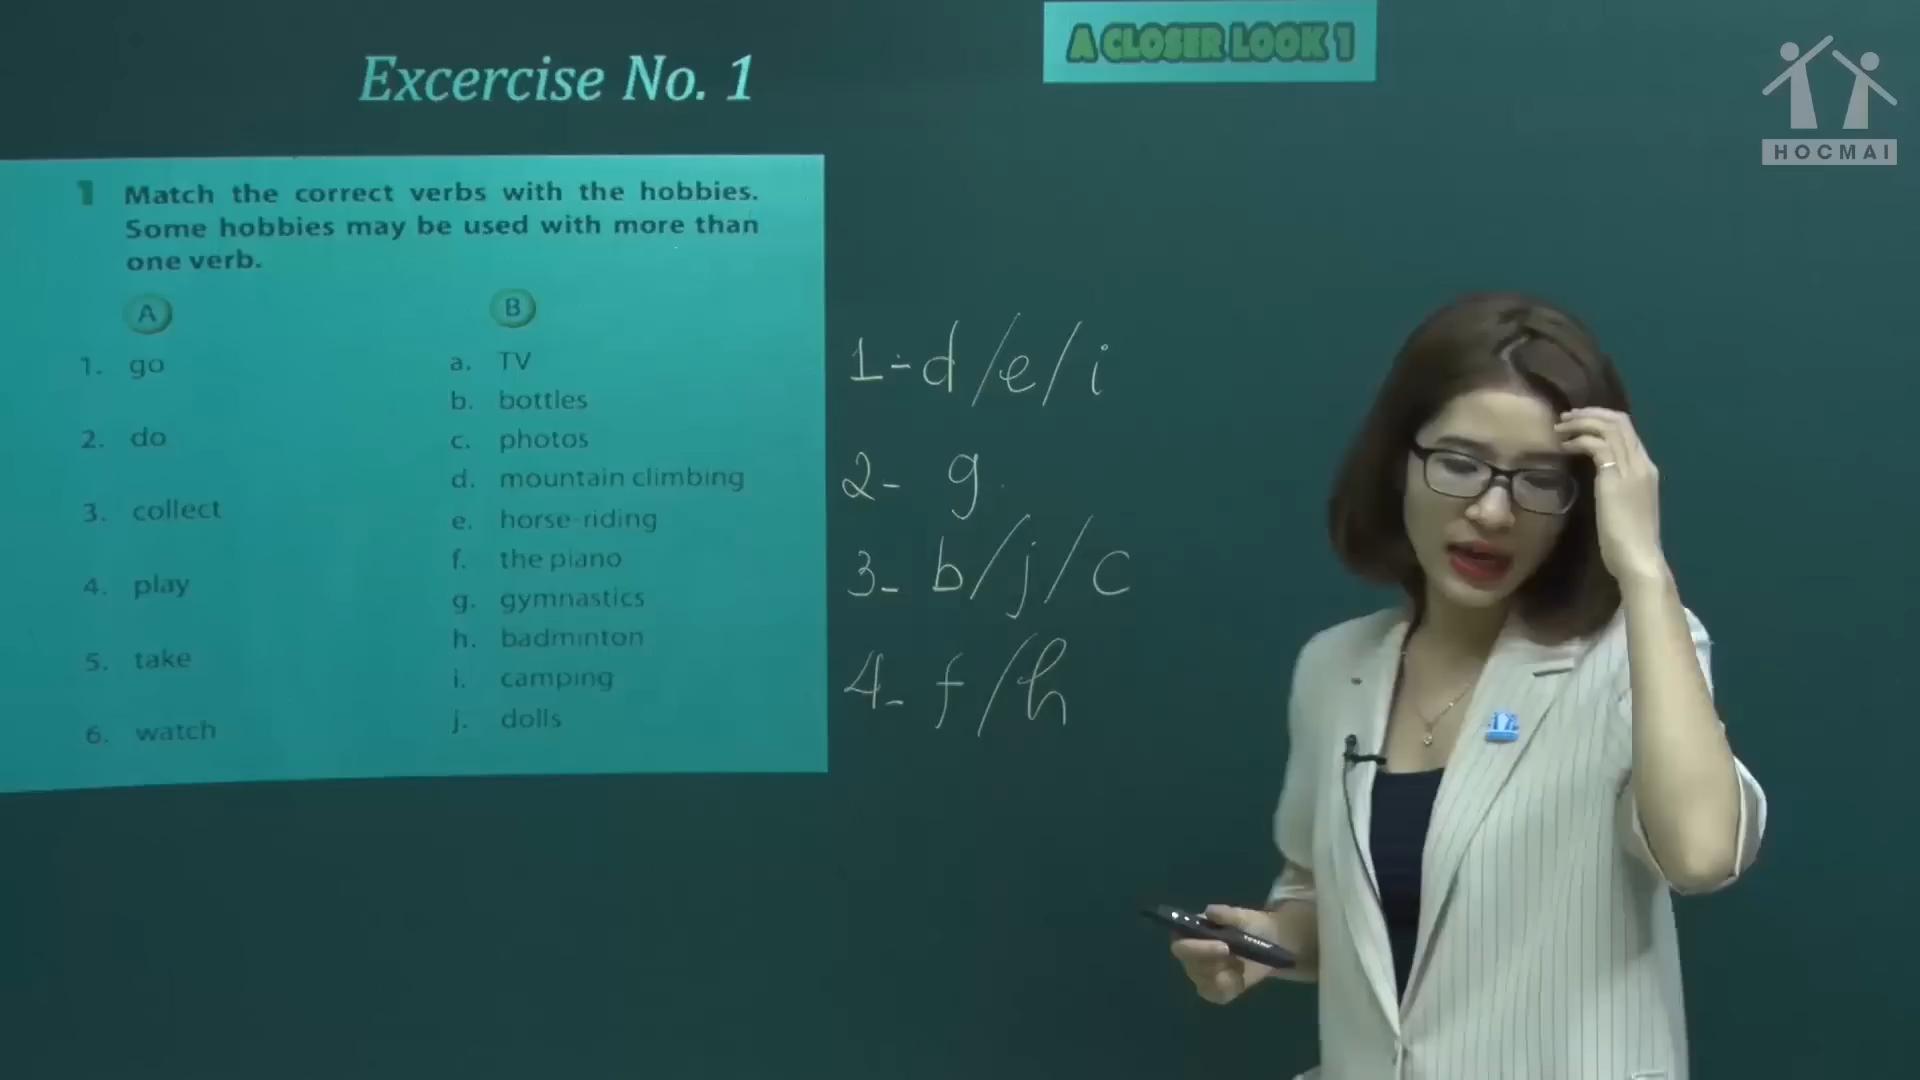 A CLOSER LOOK 1
Excercise No. 1
HOCMAI
1 Match the correct verbs with the hobbies.
Some hobbies may be used with more than
one verb.
A
B
1. go
2. do
3. collect
4. play
5. take
6. watch
a. TV
b. bottles
c. photos
d. mountain climbing
e. horse-riding
f. the piano
g. gymnastics
h. badminton
i. camping
j. dolls
1- d/e/i
2- g
3- b/j/c
4- f/h